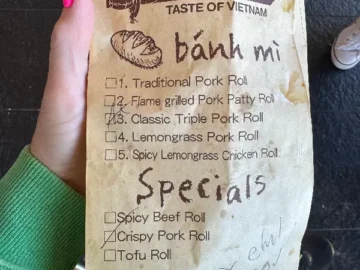 TASTE OF VIETNAM
bánh mì
1. Traditional Pork Roll
2. Flame grilled Pork Patty Roll
3. Classic Triple Pork Roll
4. Lemongrass Pork Roll
5. Spicy Lemongrass Chicken Roll
Specials
Spicy Beef Roll
Crispy Pork Roll
Tofu Roll